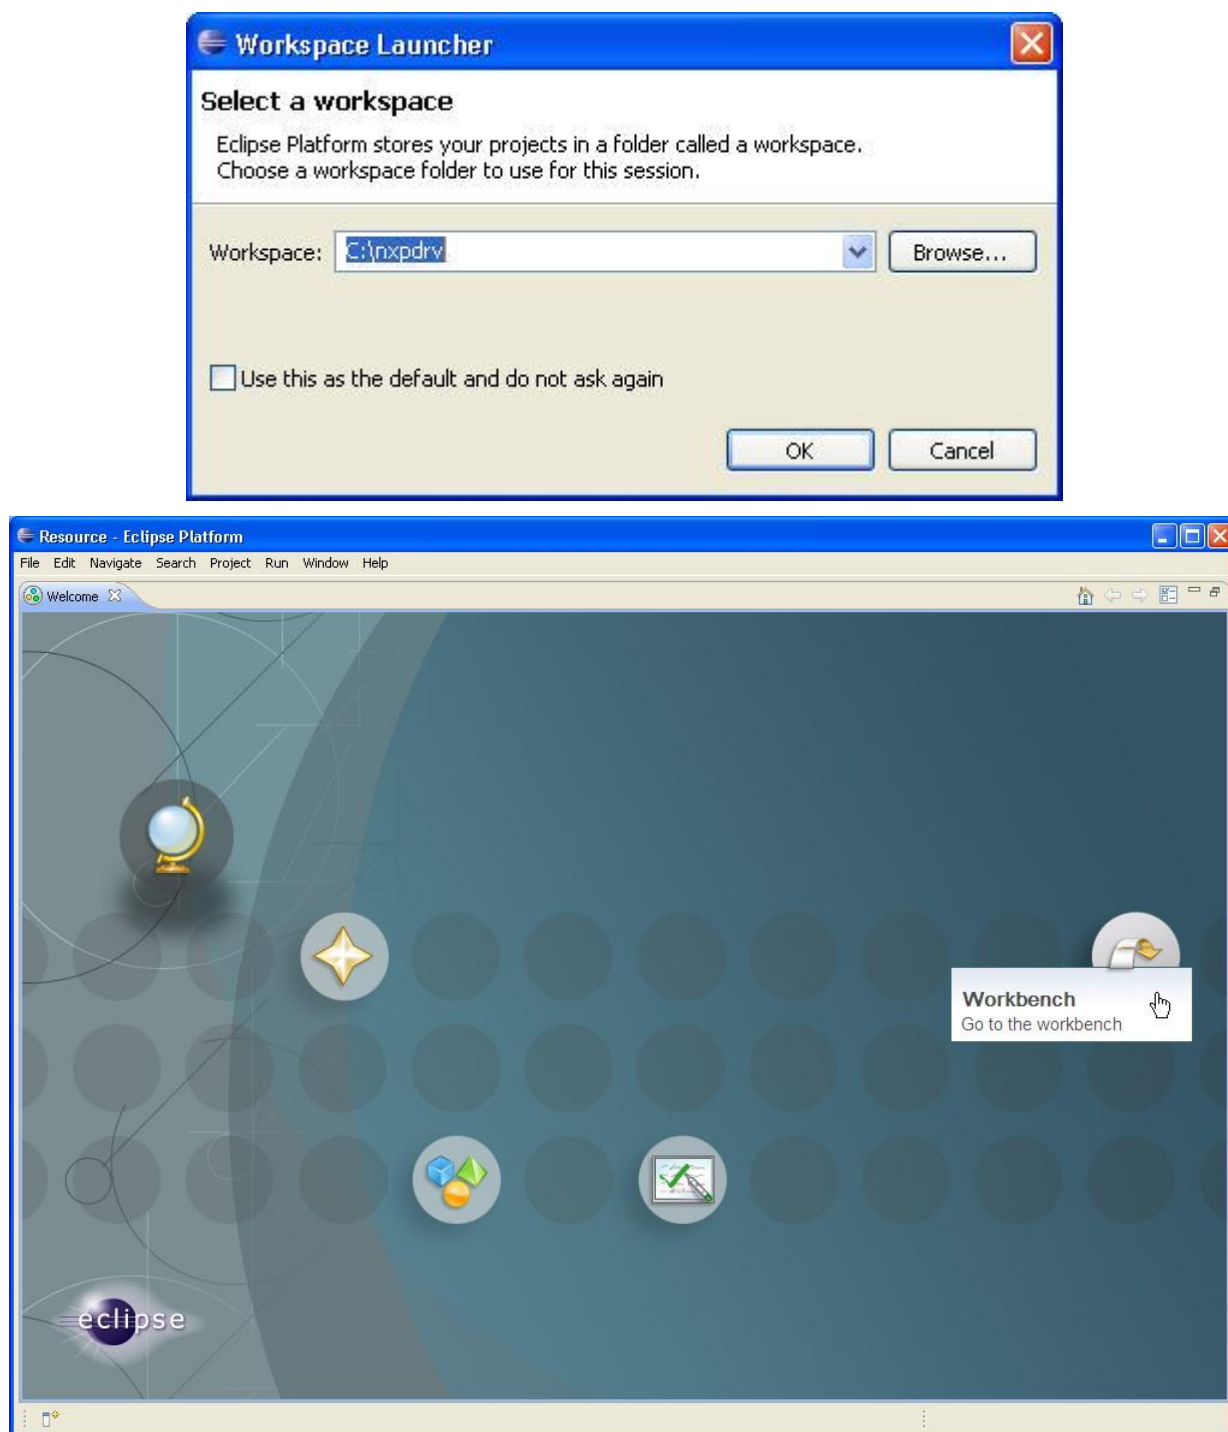 Workspace Launcher
Select a workspace
Eclipse Platform stores your projects in a folder called a workspace.
Choose a workspace folder to use for this session.
Workspace: C:\nxpdrv Browse...
Use this as the default and do not ask again
OK Cancel
Resource - Eclipse Platform
File Edit Navigate Search Project Run Window Help
Welcome
Workbench
Go to the workbench
eclipse